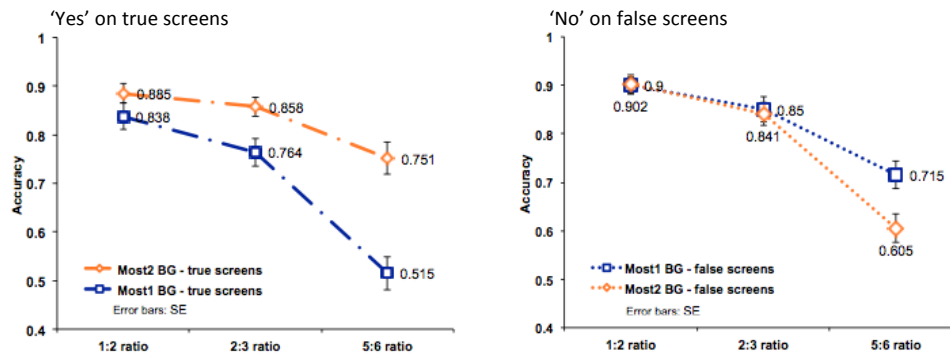 ‘Yes’ on true screens
Accuracy
1
0.9
0.8
0.7
0.6
0.5
0.4
0.885
0.858
0.838
0.764
0.751
0.515
Most2 BG - true screens
Most1 BG - true screens
Error bars: SE
1:2 ratio 2:3 ratio 5:6 ratio
‘No’ on false screens
Accuracy
1
0.9
0.8
0.7
0.6
0.5
0.4
0.9
0.902
0.85
0.841
0.715
0.605
Most1 BG - false screens
Most2 BG - false screens
Error bars: SE
1:2 ratio 2:3 ratio 5:6 ratio